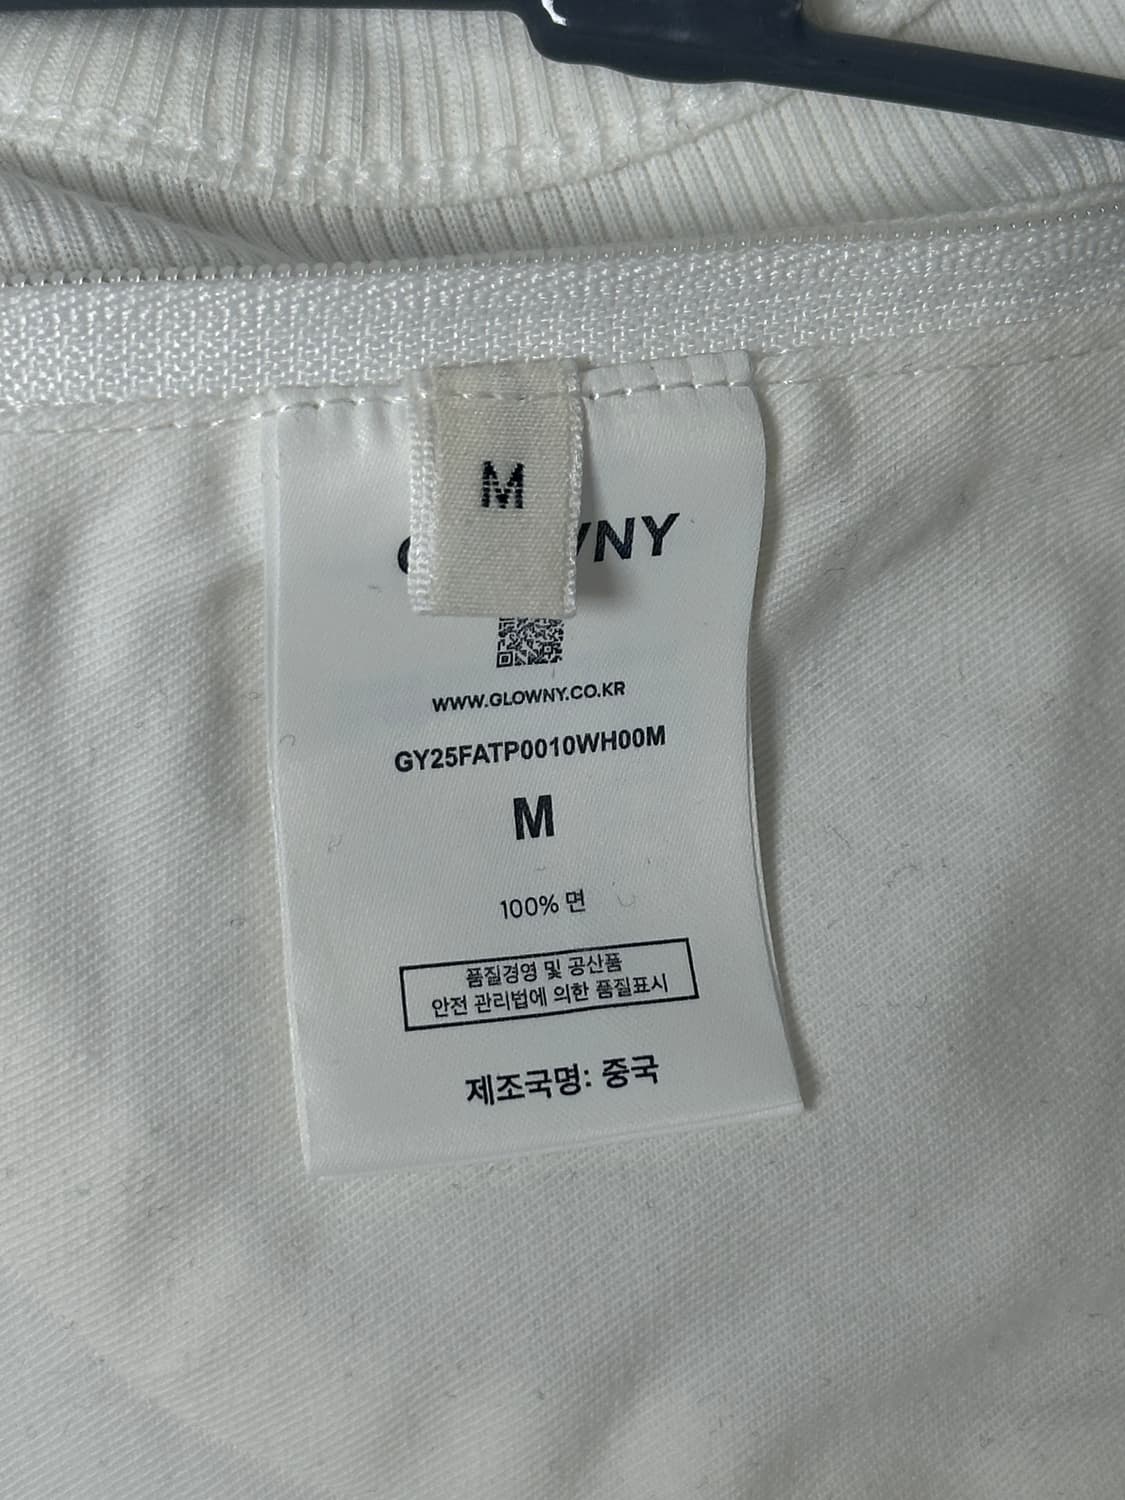 M
WWW.GLOWNY.CO.KR
GY25FATP0010WH00M
M
100% 면
품질경영 및 공산품
안전 관리법에 의한 품질표시
제조국명: 중국